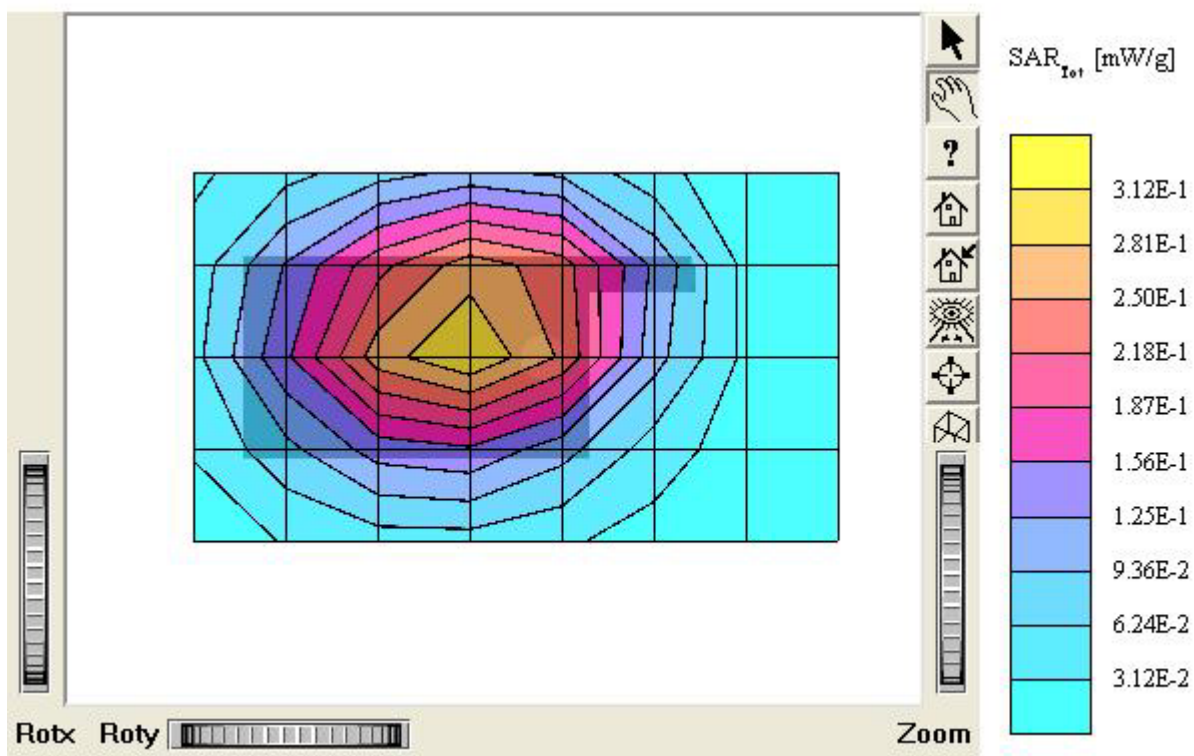 SAR_Tot [mW/g]
?
3.12E-1
2.81E-1
2.50E-1
2.18E-1
1.87E-1
1.56E-1
1.25E-1
9.36E-2
6.24E-2
3.12E-2
Rotx Roty Zoom